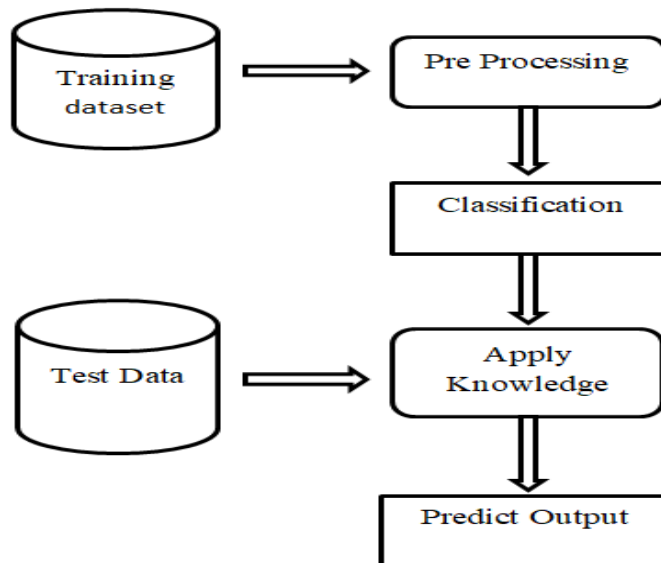 Training
dataset
Pre Processing
Classification
Test Data
Apply
Knowledge
Predict Output